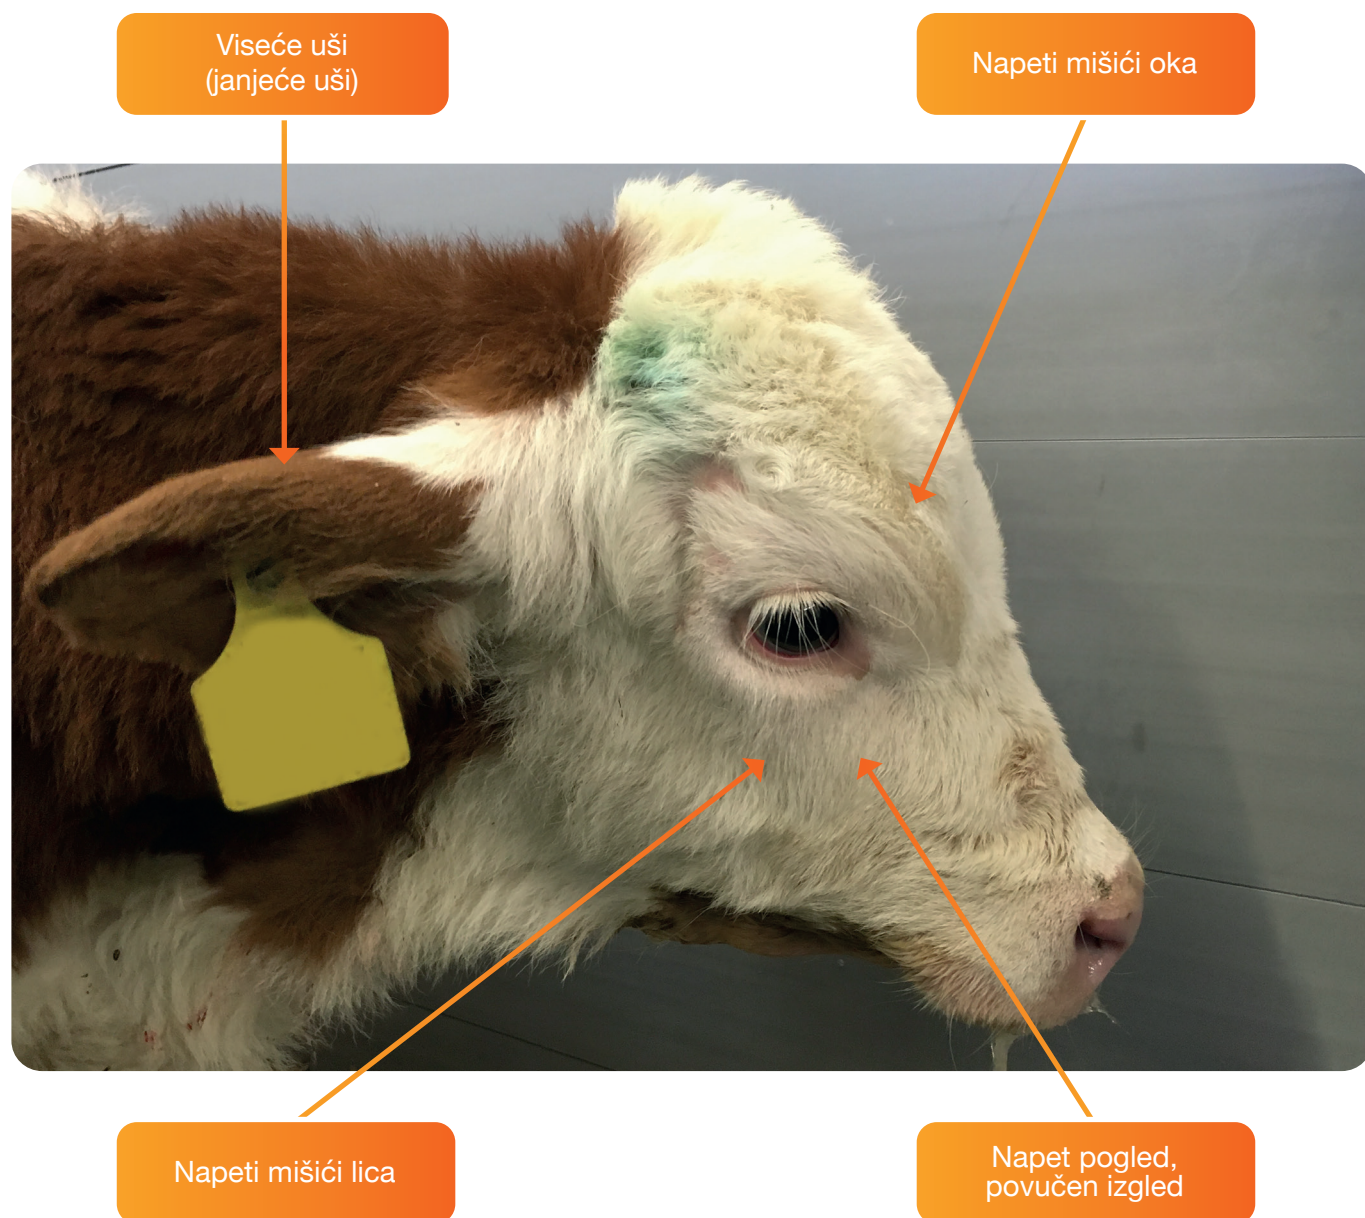 Viseće uši
(janjeće uši)
Napeti mišići oka
Napeti mišići lica
Napet pogled,
povučen izgled